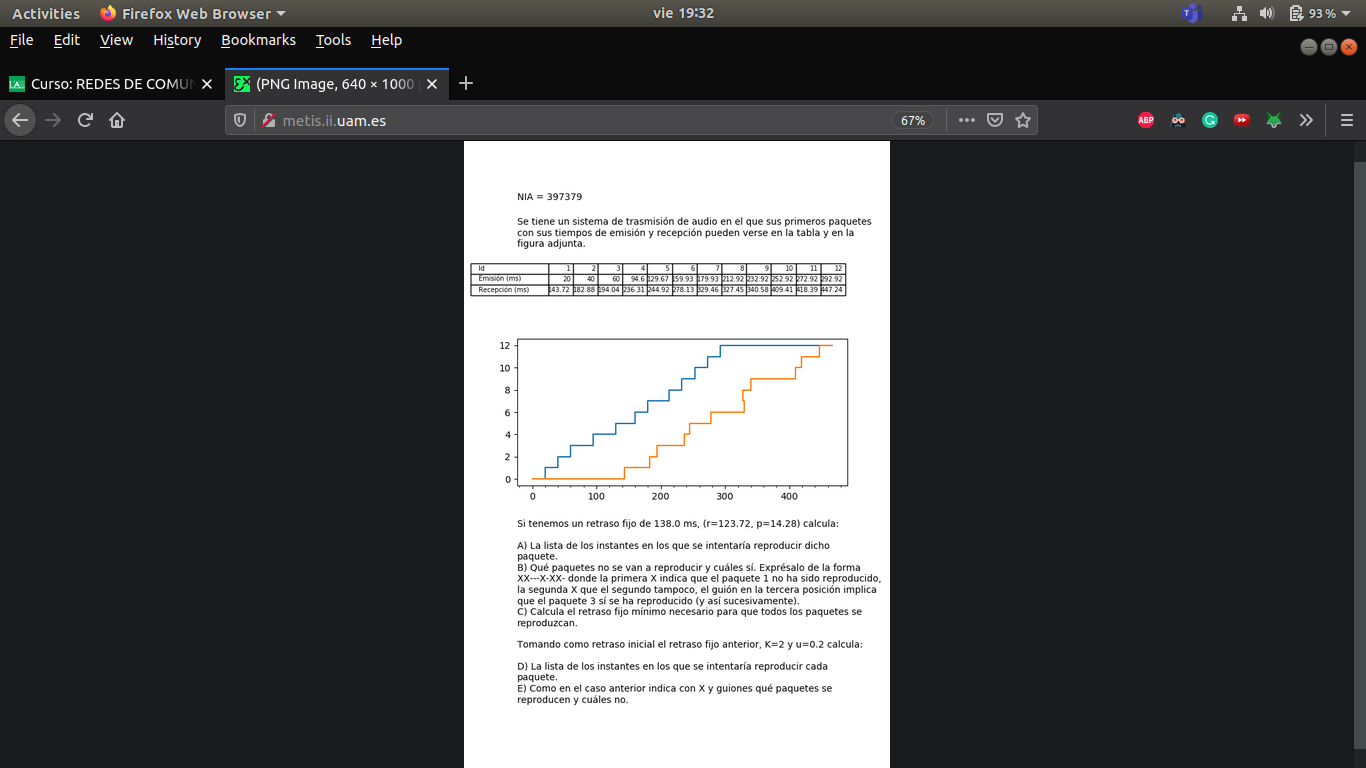 Activities Firefox Web Browser vie 19:32 93 %
File Edit View History Bookmarks Tools Help
Curso: REDES DE COMUN (PNG Image, 640 × 1000
metis.ii.uam.es 67% ABP
NIA = 397379
Se tiene un sistema de trasmisión de audio en el que sus primeros paquetes
con sus tiempos de emisión y recepción pueden verse en la tabla y en la
figura adjunta.
Id 1 2 3 4 5 6 7 8 9 10 11 12
Emisión (ms) 20 40 60 94.6 129.67 159.93 179.93 212.92 232.92 252.92 272.92 292.92
Recepción (ms) 143.72 182.88 194.04 236.31 244.92 278.13 329.46 327.45 340.58 409.41 418.39 447.24
12
10
8
6
4
2
0
0 100 200 300 400
Si tenemos un retraso fijo de 138.0 ms, (r=123.72, p=14.28) calcula:
A) La lista de los instantes en los que se intentaría reproducir dicho
paquete.
B) Qué paquetes no se van a reproducir y cuáles sí. Exprésalo de la forma
XX---X-XX- donde la primera X indica que el paquete 1 no ha sido reproducido,
la segunda X que el segundo tampoco, el guión en la tercera posición implica
que el paquete 3 sí se ha reproducido (y así sucesivamente).
C) Calcula el retraso fijo mínimo necesario para que todos los paquetes se
reproduzcan.
Tomando como retraso inicial el retraso fijo anterior, K=2 y u=0.2 calcula:
D) La lista de los instantes en los que se intentaría reproducir cada
paquete.
E) Como en el caso anterior indica con X y guiones qué paquetes se
reproducen y cuáles no.